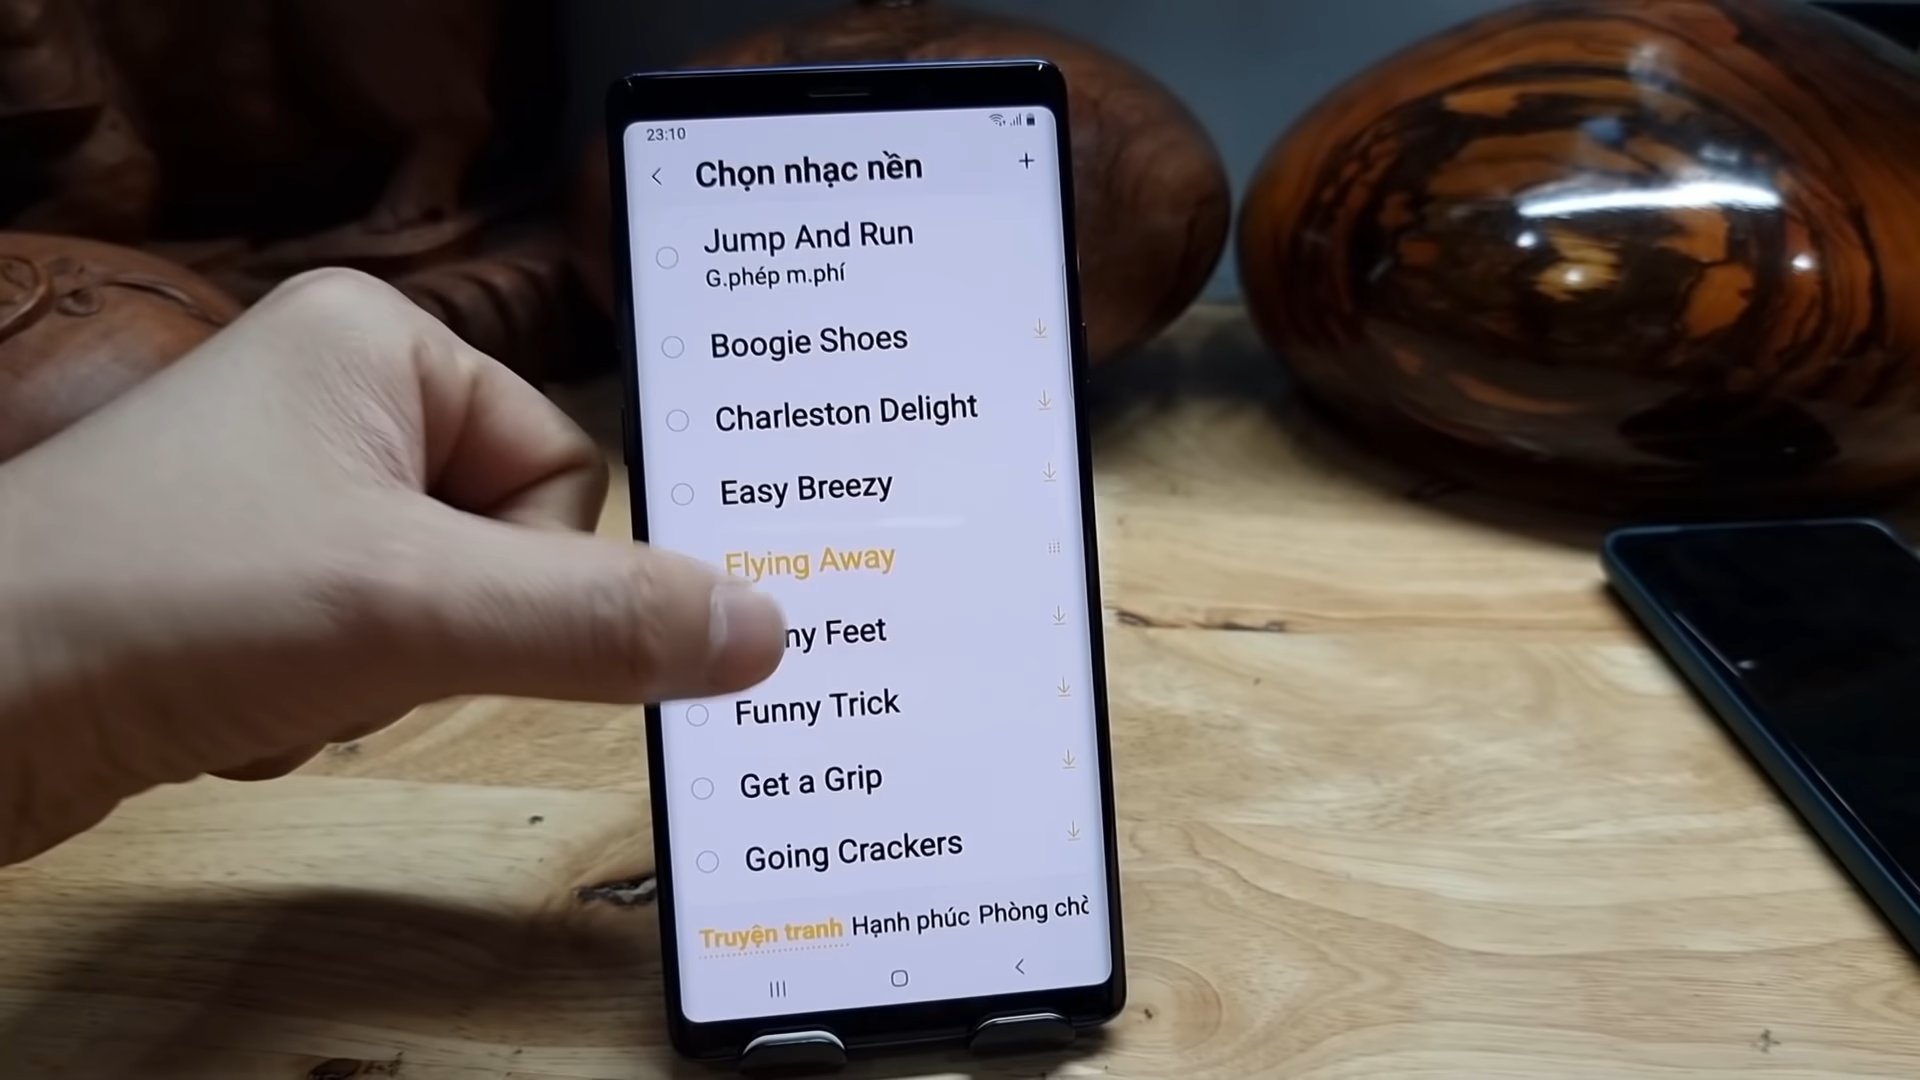 23:10
Chọn nhạc nền
Jump And Run
G.phép m.phí
Boogie Shoes
Charleston Delight
Easy Breezy
Flying Away
Feet
Funny Trick
Get a Grip
Going Crackers
Truyện tranh Hạnh phúc Phòng